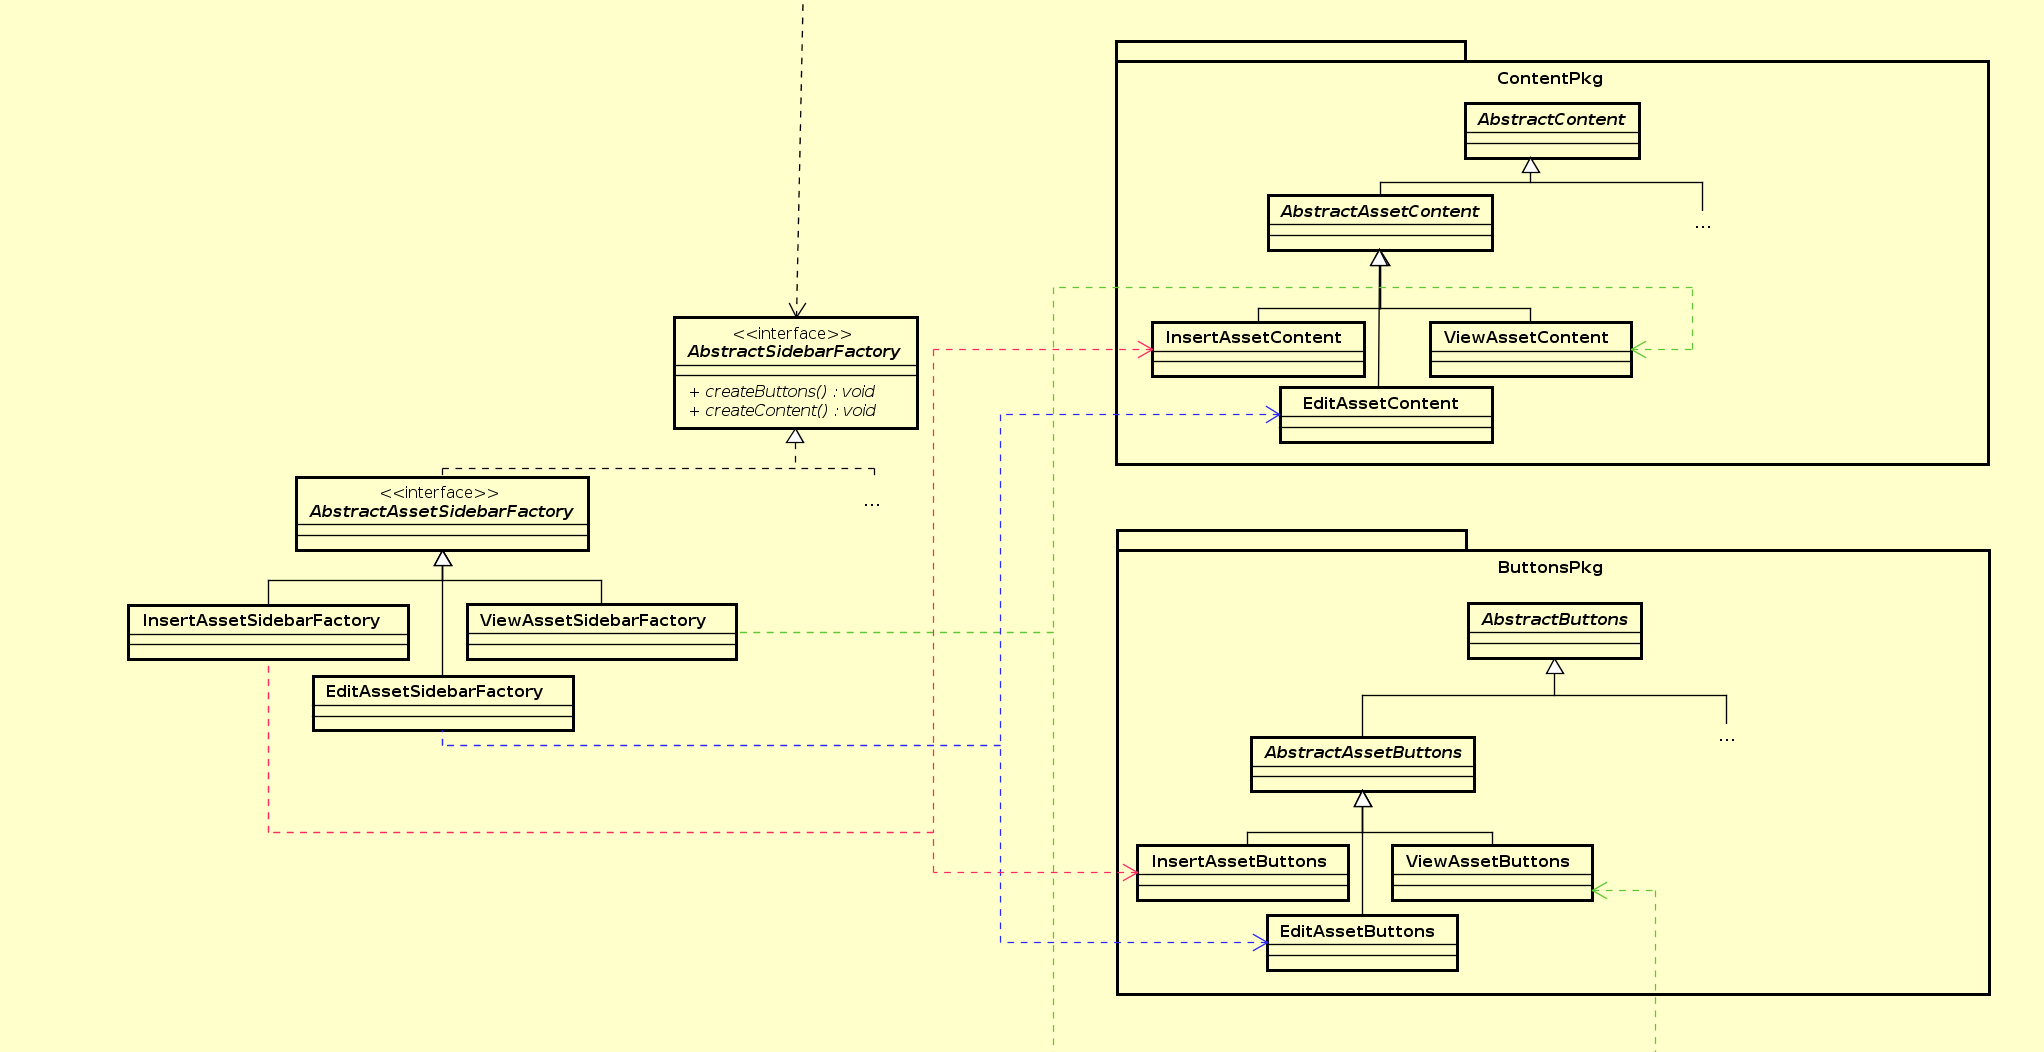 ContentPkg
AbstractContent
AbstractAssetContent
...
InsertAssetContent
ViewAssetContent
EditAssetContent
<<interface>>
AbstractSidebarFactory
+ createButtons() : void
+ createContent() : void
<<interface>>
AbstractAssetSidebarFactory
...
InsertAssetSidebarFactory
ViewAssetSidebarFactory
EditAssetSidebarFactory
ButtonsPkg
AbstractButtons
...
AbstractAssetButtons
InsertAssetButtons
ViewAssetButtons
EditAssetButtons